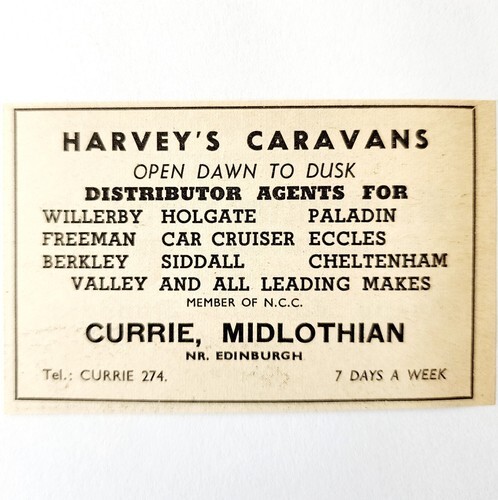 HARVEY'S CARAVANS
OPEN DAWN TO DUSK
DISTRIBUTOR AGENTS FOR
WILLERBY HOLGATE PALADIN
FREEMAN CAR CRUISER ECCLES
BERKLEY SIDDALL CHELTENHAM
VALLEY AND ALL LEADING MAKES
MEMBER OF N.C.C.
CURRIE, MIDLOTHIAN
NR. EDINBURGH
Tel.: CURRIE 274. 7 DAYS A WEEK